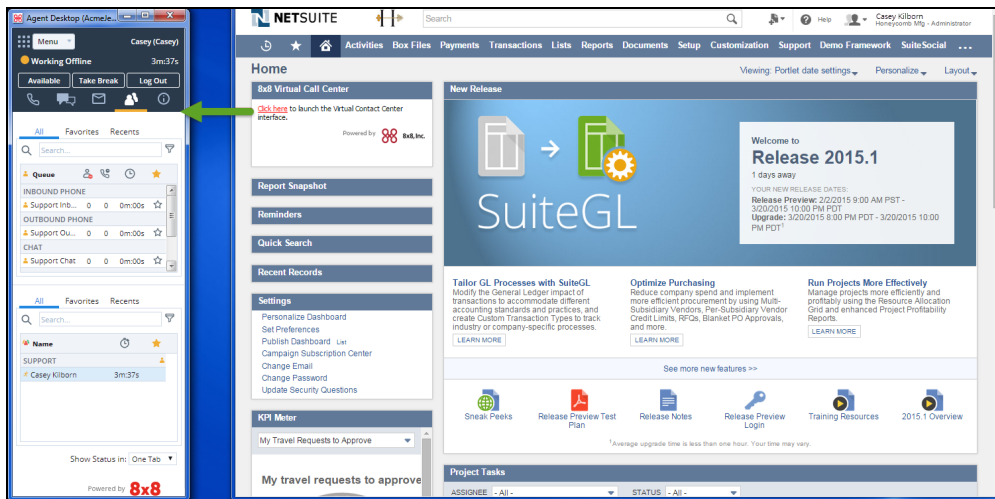 Agent Desktop (AcmeJe...
Menu
Casey (Casey)
Working Offline
3m:37s
Available
Take Break
Log Out
All
Favorites
Recents
Search...
Queue
INBOUND PHONE
Support Inb...
0
0
0m:00s
OUTBOUND PHONE
Support Ou...
0
0
0m:00s
CHAT
Support Chat
0
0
0m:00s
All
Favorites
Recents
Search...
Name
SUPPORT
Casey Kilborn
3m:37s
Show Status in:
One Tab
Powered by 8x8
NETSUITE
Search
Help
Casey Kilborn
Honeycomb Mfg - Administrator
Activities
Box Files
Payments
Transactions
Lists
Reports
Documents
Setup
Customization
Support
Demo Framework
SuiteSocial
...
Home
Viewing: Portlet date settings
Personalize
Layout
8x8 Virtual Call Center
Click here to launch the Virtual Contact Center
interface.
Powered by
8x8, Inc.
Report Snapshot
Reminders
Quick Search
Recent Records
Settings
Personalize Dashboard
Set Preferences
Publish Dashboard List
Campaign Subscription Center
Change Email
Change Password
Update Security Questions
KPI Meter
My Travel Requests to Approve
My travel requests to approve
New Release
SuiteGL
Welcome to
Release 2015.1
1 days away
YOUR NEW RELEASE DATES:
Release Preview: 2/2/2015 9:00 AM PST -
3/20/2015 10:00 PM PDT
Upgrade: 3/20/2015 8:00 PM PDT - 3/20/2015 10:00
PM PDT1
Tailor GL Processes with SuiteGL
Modify the General Ledger impact of
transactions to accommodate different
accounting standards and practices, and
create Custom Transaction Types to track
industry or company-specific processes.
LEARN MORE
Optimize Purchasing
Reduce company spend and implement
more efficient procurement by using Multi-
Subsidiary Vendors, Per-Subsidiary Vendor
Credit Limits, RFQs, Blanket PO Approvals,
and more.
LEARN MORE
Run Projects More Effectively
Manage projects more efficiently and
profitably using the Resource Allocation
Grid and enhanced Project Profitability
Reports.
LEARN MORE
See more new features >>
Sneak Peeks
Release Preview Test
Plan
Release Notes
Release Preview
Login
Training Resources
2015.1 Overview
1Average upgrade time is less than one hour. Your time may vary.
Project Tasks
ASSIGNEE
- All -
STATUS
- All -